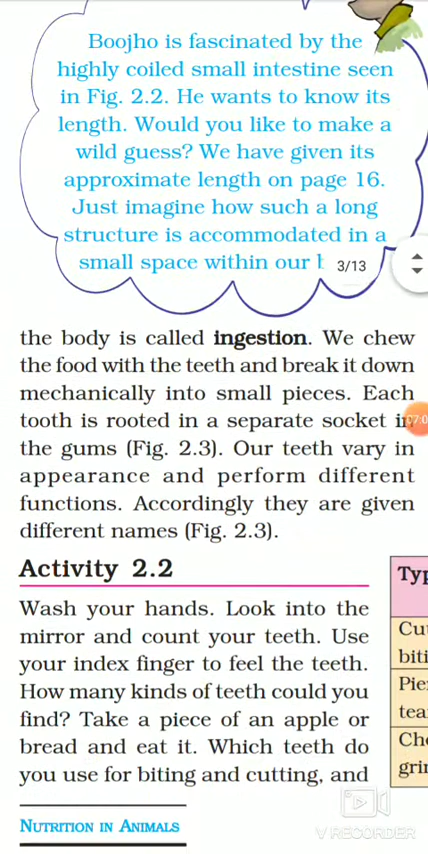 Boojho is fascinated by the
highly coiled small intestine seen
in Fig. 2.2. He wants to know its
length. Would you like to make a
wild guess? We have given its
approximate length on page 16.
Just imagine how such a long
structure is accommodated in a
small space within our
3/13
the body is called ingestion. We chew
the food with the teeth and break it down
mechanically into small pieces. Each
tooth is rooted in a separate socket
the gums (Fig. 2.3). Our teeth vary in
appearance and perform different
functions. Accordingly they are given
different names (Fig. 2.3).
Activity 2.2
Wash your hands. Look into the
mirror and count your teeth. Use
your index finger to feel the teeth.
How many kinds of teeth could you
find? Take a piece of an apple or
bread and eat it. Which teeth do
you use for biting and cutting, and
NUTRITION IN ANIMALS
V RECORDER